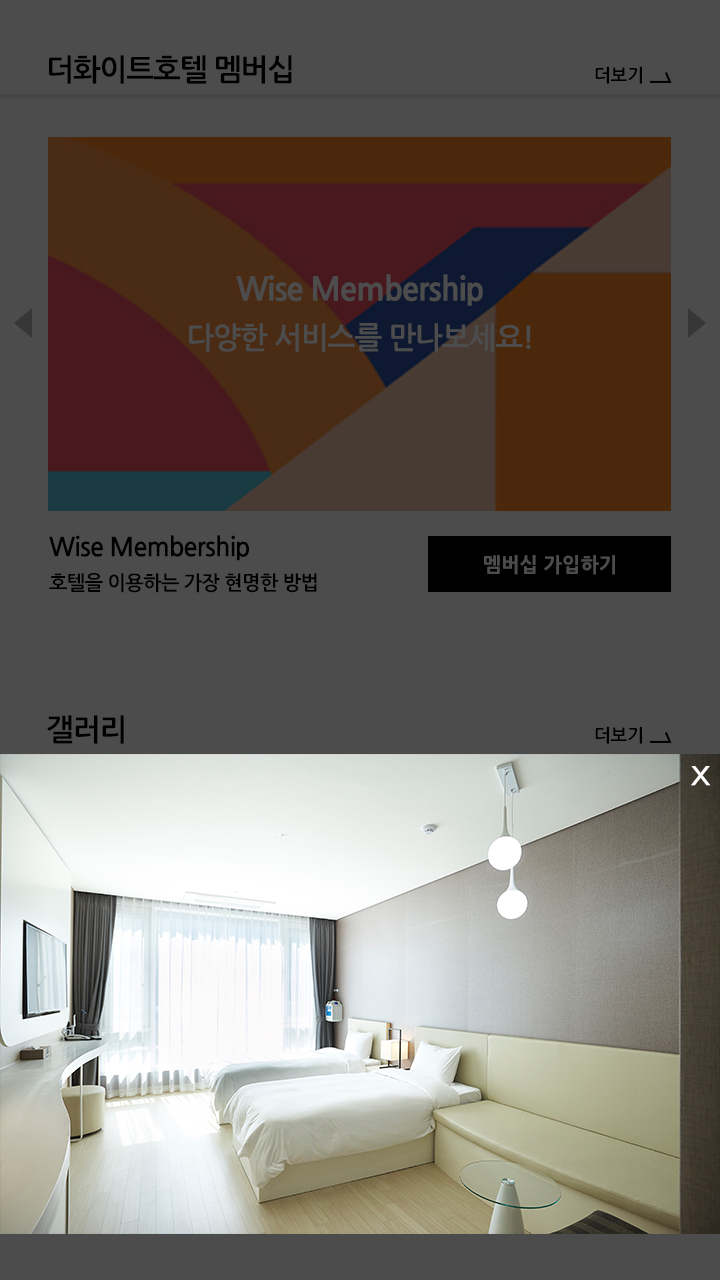 더화이트호텔 멤버십
더보기
Wise Membership
다양한 서비스를 만나보세요!
Wise Membership
호텔을 이용하는 가장 현명한 방법
멤버십 가입하기
갤러리
더보기
X